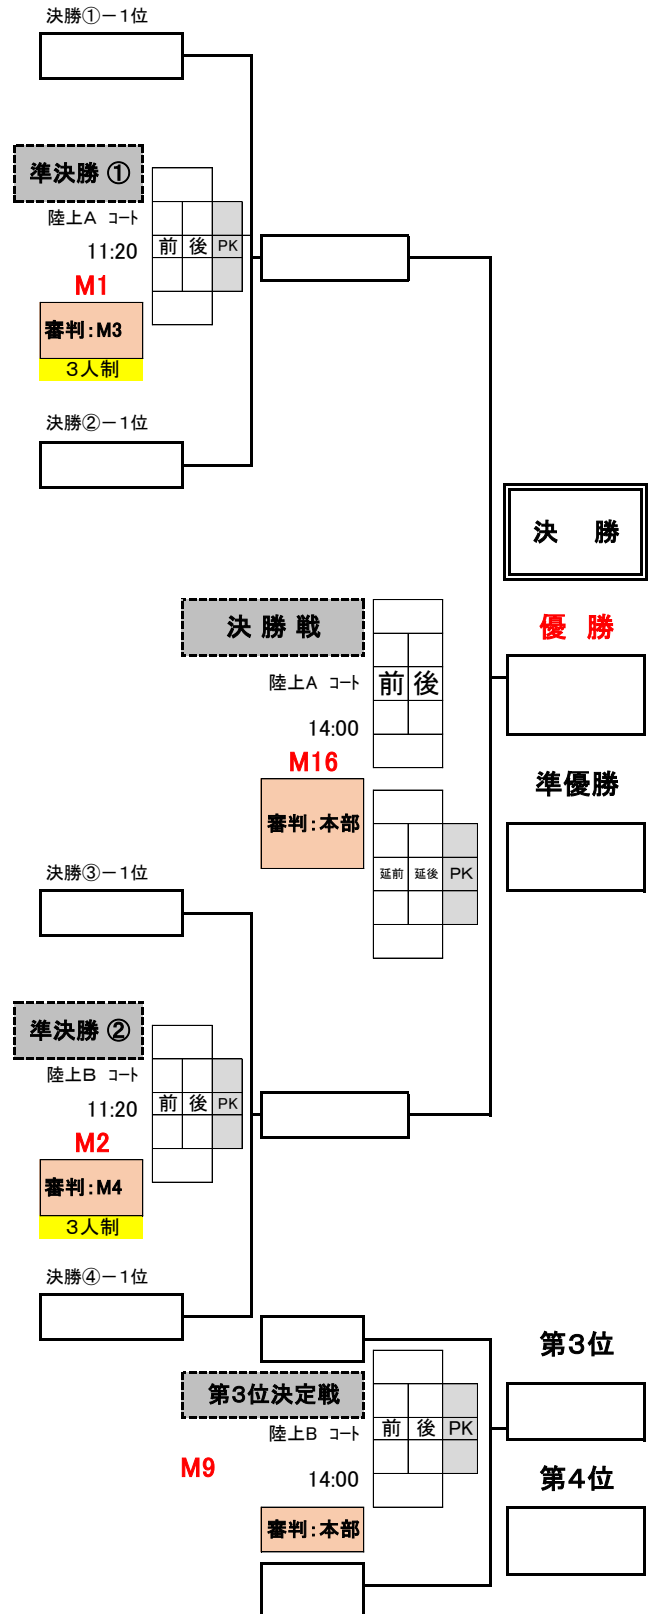 決勝①－1位
準決勝 ①
陸上A コート
11:20
前 後 PK
M1
審判：M3
３人制
決勝②－1位
決 勝
決 勝 戦
優 勝
陸上A コート
前 後
14:00
M16
準優勝
審判：本部
延前 延後 PK
決勝③－1位
準決勝 ②
陸上B コート
11:20
前 後 PK
M2
審判：M4
３人制
決勝④－1位
第３位
第３位決定戦
陸上B コート
前 後 PK
M9
14:00
第４位
審判：本部